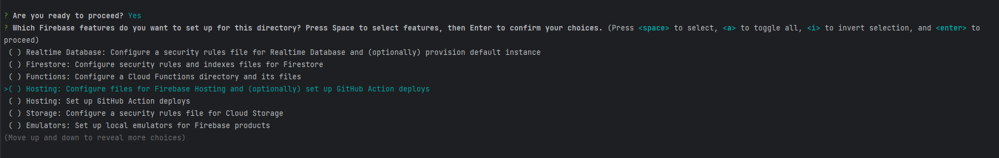 ? Are you ready to proceed? Yes
? Which Firebase features do you want to set up for this directory? Press Space to select features, then Enter to confirm your choices. (Press <space> to select, <a> to toggle all, <i> to invert selection, and <enter> to
proceed)
 ( ) Realtime Database: Configure a security rules file for Realtime Database and (optionally) provision default instance
 ( ) Firestore: Configure security rules and indexes files for Firestore
 ( ) Functions: Configure a Cloud Functions directory and its files
>( ) Hosting: Configure files for Firebase Hosting and (optionally) set up GitHub Action deploys
 ( ) Hosting: Set up GitHub Action deploys
 ( ) Storage: Configure a security rules file for Cloud Storage
 ( ) Emulators: Set up local emulators for Firebase products
(Move up and down to reveal more choices)